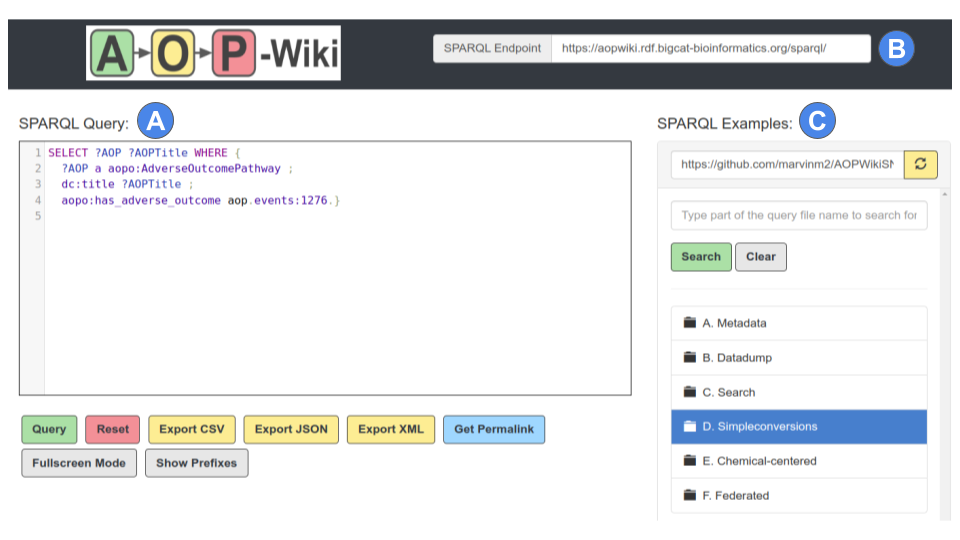 A O P -Wiki
SPARQL Endpoint https://aopwiki.rdf.bigcat-bioinformatics.org/sparql/ B
SPARQL Query: A
1 SELECT ?AOP ?AOPTitle WHERE {
2 ?AOP a aopo:AdverseOutcomePathway ;
3 dc:title ?AOPTitle ;
4 aopo:has_adverse_outcome aop.events:1276.}
5
Query Reset Export CSV Export JSON Export XML Get Permalink
Fullscreen Mode Show Prefixes
SPARQL Examples: C
https://github.com/marvinm2/AOPWikiSN
Type part of the query file name to search for
Search Clear
A. Metadata
B. Datadump
C. Search
D. Simpleconversions
E. Chemical-centered
F. Federated